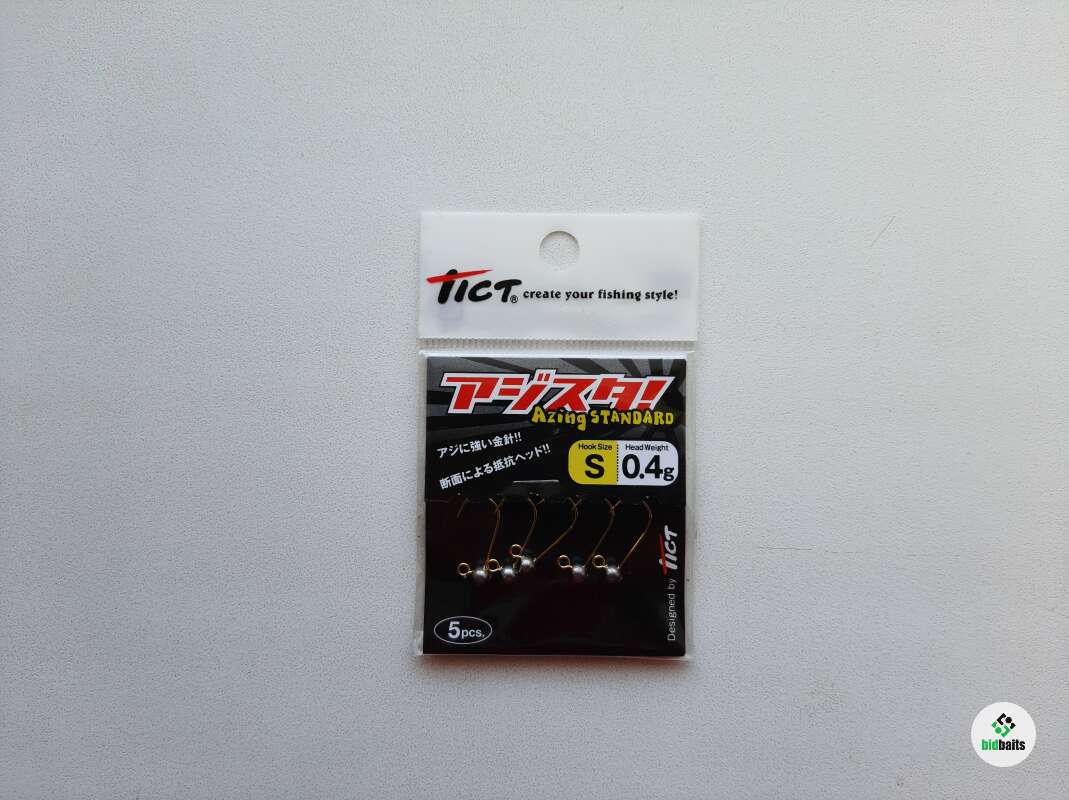 TICT® create your fishing style!
アジスタ!
Azing STANDARD
アジに強い金針!!
断面による抵抗ヘッド!!
Hook Size
S
Head Weight
0.4g
Designed by TICT
5pcs.
bidbaits